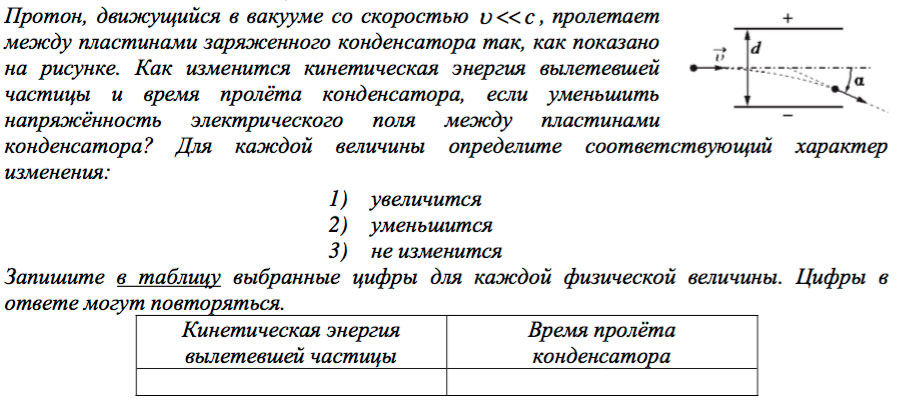 Протон, движущийся в вакууме со скоростью υ<<c, пролетает
между пластинами заряженного конденсатора так, как показано
на рисунке. Как изменится кинетическая энергия вылетевшей
частицы и время пролёта конденсатора, если уменьшить
напряжённость электрического поля между пластинами
конденсатора? Для каждой величины определите соответствующий характер
изменения:
+
d
υ
α
−
1) увеличится
2) уменьшится
3) не изменится
Запишите в таблицу выбранные цифры для каждой физической величины. Цифры в
ответе могут повторяться.
Кинетическая энергия
вылетевшей частицы
Время пролёта
конденсатора